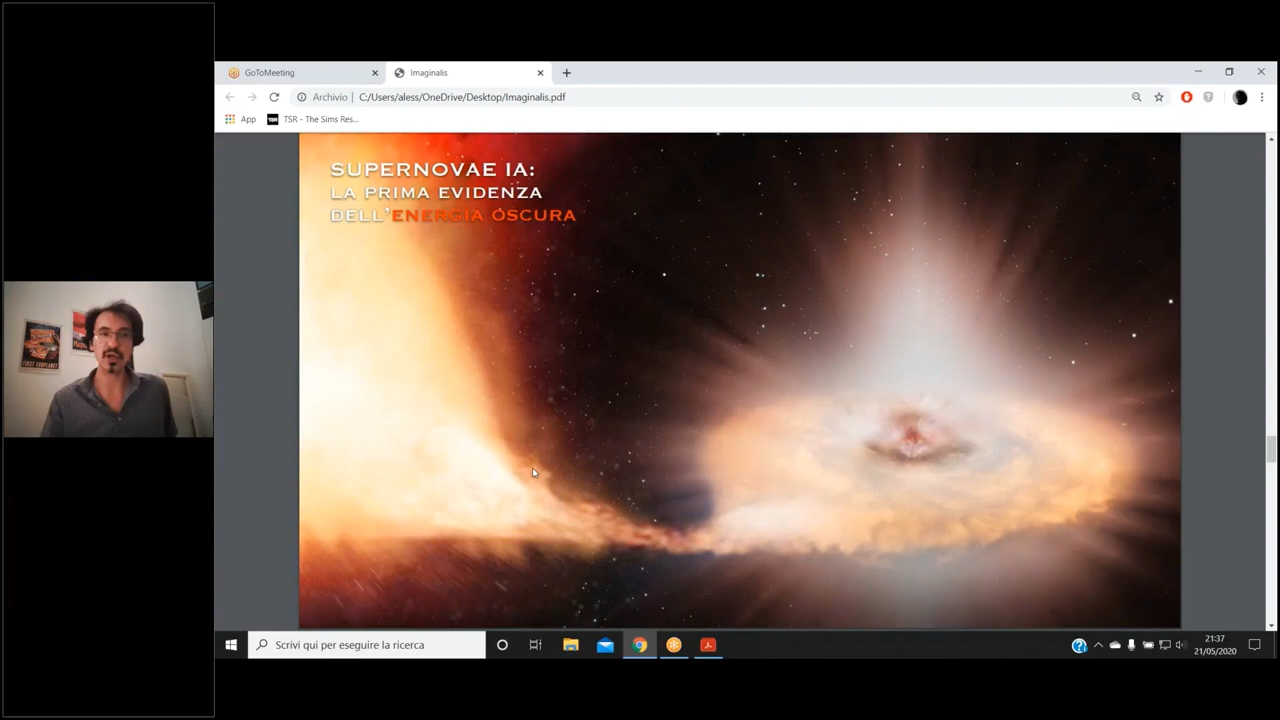 GoToMeeting
Imaginalis
Archivio
C:/Users/aless/OneDrive/Desktop/Imaginalis.pdf
App
TSR
TSR - The Sims Res...
SUPERNOVAE IA:
LA PRIMA EVIDENZA
DELL'ENERGIA OSCURA
Scrivi qui per eseguire la ricerca
21:37
21/05/2020